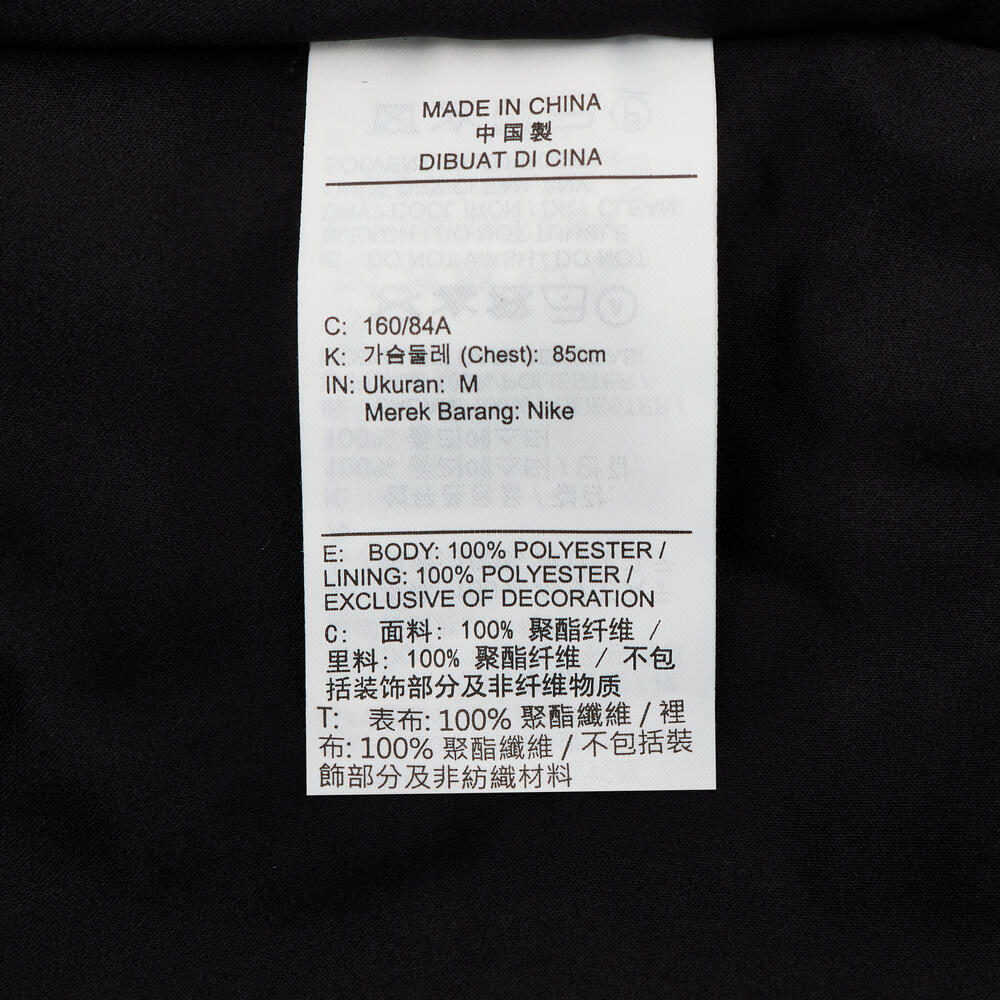 MADE IN CHINA
中国製
DIBUAT DI CINA
C: 160/84A
K: 가슴둘레 (Chest): 85cm
IN: Ukuran: M
Merek Barang: Nike
E: BODY: 100% POLYESTER /
LINING: 100% POLYESTER /
EXCLUSIVE OF DECORATION
C: 面料: 100% 聚酯纤维 /
里料: 100% 聚酯纤维 / 不包
括装饰部分及非纤维物质
T: 表布: 100% 聚酯纖維 / 裡
布: 100% 聚酯纖維 / 不包括裝
飾部分及非紡織材料